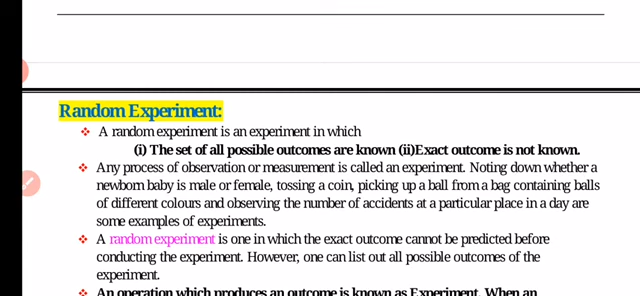 Random Experiment:
❖ A random experiment is an experiment in which
(i) The set of all possible outcomes are known (ii)Exact outcome is not known.
❖ Any process of observation or measurement is called an experiment. Noting down whether a
newborn baby is male or female, tossing a coin, picking up a ball from a bag containing balls
of different colours and observing the number of accidents at a particular place in a day are
some examples of experiments.
❖ A random experiment is one in which the exact outcome cannot be predicted before
conducting the experiment. However, one can list out all possible outcomes of the
experiment.
❖ An operation which produces an outcome is known as Experiment. When an